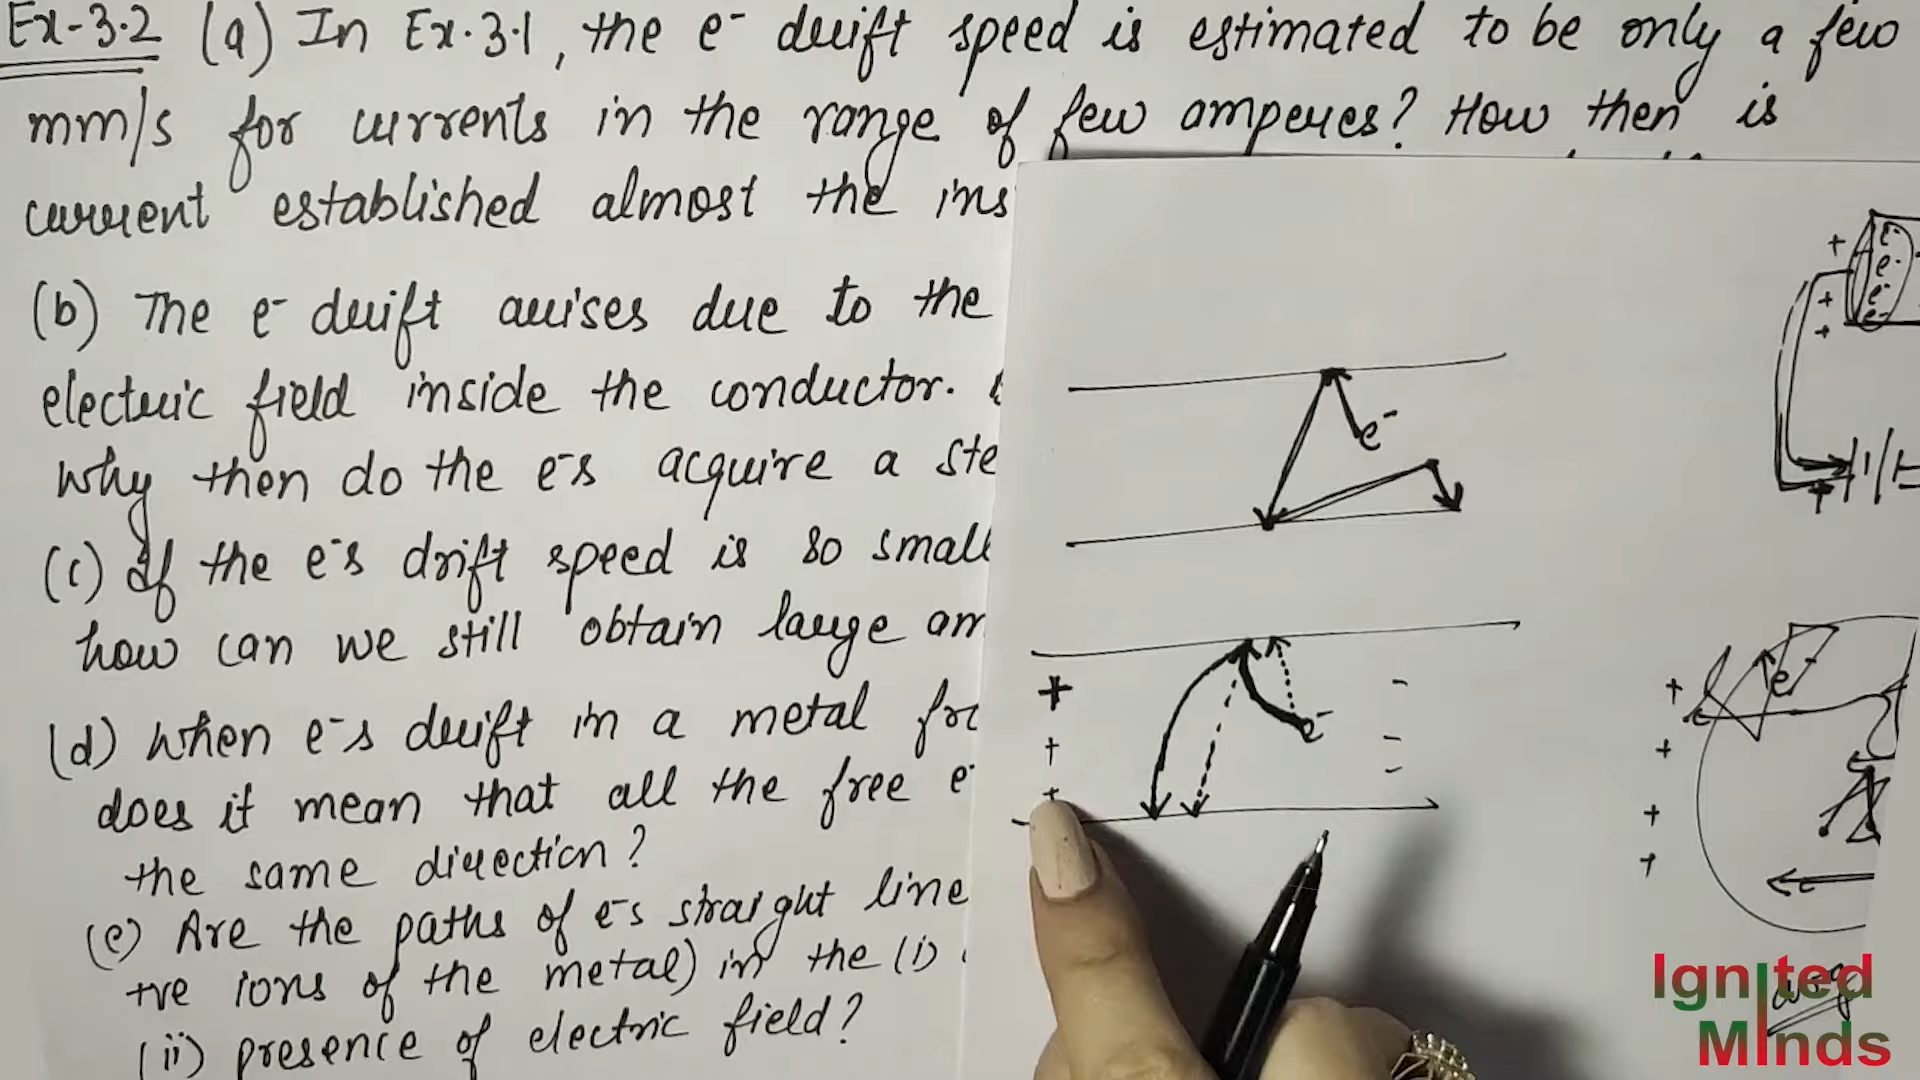 Ex-3.2 (a) In Ex.3.1, the e- drift speed is estimated to be only a few
mm/s for currents in the range of few amperes? How then is
current established almost the ins
(b) The e- drift arises due to the
electric field inside the conductor.
why then do the e-s acquire a ste
(c) If the e-s drift speed is so small
how can we still obtain large am
(d) when e-s drift in a metal fro
does it mean that all the free e-
the same direction?
(e) Are the paths of e-s straight line
+ve ions of the metal) in the (i)
(ii) presence of electric field?
e-
+
+
+
e-
-
-
-
+
+
+
e-
e-
e-
e-
+
+
+
+
+
e-
Ignited
Minds